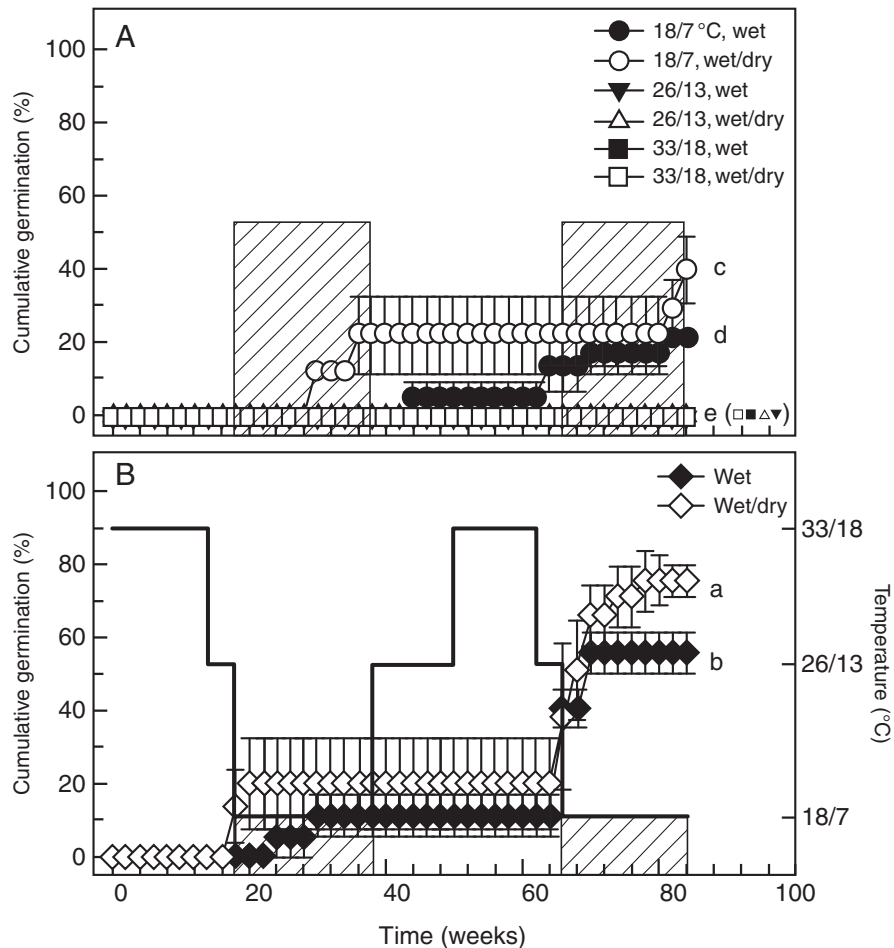 A
18/7 °C, wet
18/7, wet/dry
26/13, wet
26/13, wet/dry
33/18, wet
33/18, wet/dry
Cumulative germination (%)
100
80
60
40
20
0
c
d
e (□■△▼)
B
Wet
Wet/dry
Cumulative germination (%)
100
80
60
40
20
0
a
b
33/18
26/13
18/7
Temperature (°C)
0 20 40 60 80 100
Time (weeks)